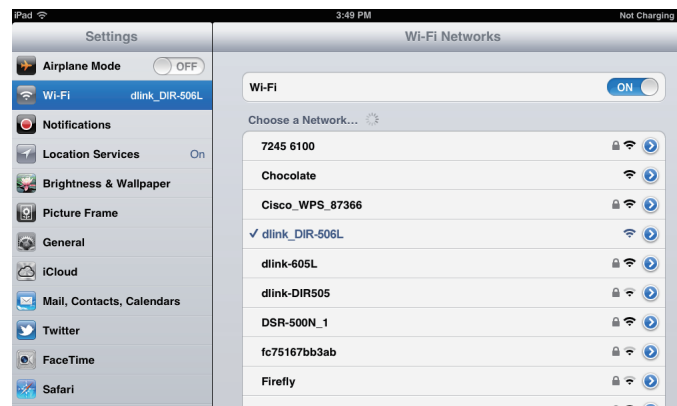 iPad 3:49 PM Not Charging
Settings
Wi-Fi Networks
Airplane Mode OFF
Wi-Fi dlink_DIR-506L
Notifications
Location Services On
Brightness & Wallpaper
Picture Frame
General
iCloud
Mail, Contacts, Calendars
Twitter
FaceTime
Safari
Wi-Fi ON
Choose a Network...
7245 6100
Chocolate
Cisco_WPS_87366
✓ dlink_DIR-506L
dlink-605L
dlink-DIR505
DSR-500N_1
fc75167bb3ab
Firefly